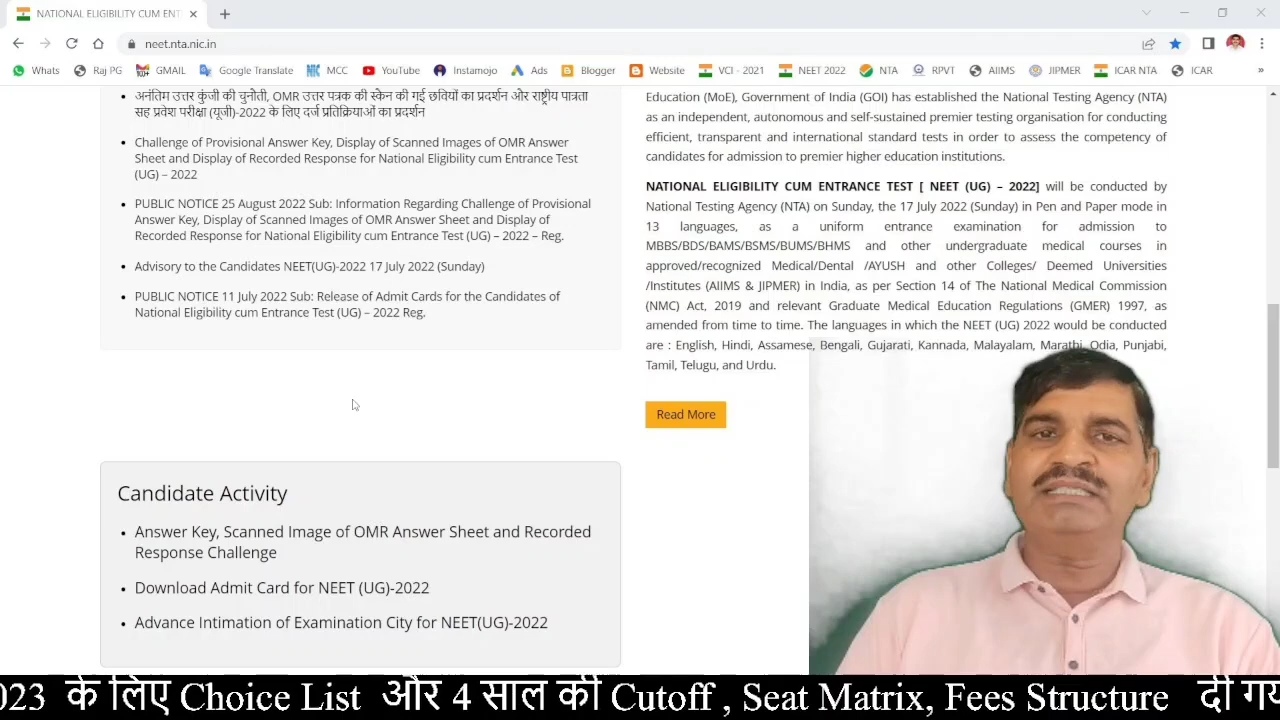 NATIONAL ELIGIBILITY CUM ENT
neet.nta.nic.in
Whats Raj PG GMAIL Google Translate MCC YouTube Instamojo Ads Blogger Website VCI - 2021 NEET 2022 NTA RPVT AIIMS JIPMER ICAR NTA ICAR »
अनंतिम उत्तर कुंजी की चुनौती, OMR उत्तर पत्रक की स्कैन की गई छवियों का प्रदर्शन और राष्ट्रीय पात्रता
सह प्रवेश परीक्षा (यूजी)-2022 के लिए दर्ज प्रतिक्रियाओं का प्रदर्शन
Challenge of Provisional Answer Key, Display of Scanned Images of OMR Answer
Sheet and Display of Recorded Response for National Eligibility cum Entrance Test
(UG) – 2022
PUBLIC NOTICE 25 August 2022 Sub: Information Regarding Challenge of Provisional
Answer Key, Display of Scanned Images of OMR Answer Sheet and Display of
Recorded Response for National Eligibility cum Entrance Test (UG) – 2022 – Reg.
Advisory to the Candidates NEET(UG)-2022 17 July 2022 (Sunday)
PUBLIC NOTICE 11 July 2022 Sub: Release of Admit Cards for the Candidates of
National Eligibility cum Entrance Test (UG) – 2022 Reg.
Education (MoE), Government of India (GOI) has established the National Testing Agency (NTA)
as an independent, autonomous and self-sustained premier testing organisation for conducting
efficient, transparent and international standard tests in order to assess the competency of
candidates for admission to premier higher education institutions.
NATIONAL ELIGIBILITY CUM ENTRANCE TEST [ NEET (UG) – 2022] will be conducted by
National Testing Agency (NTA) on Sunday, the 17 July 2022 (Sunday) in Pen and Paper mode in
13 languages, as a uniform entrance examination for admission to
MBBS/BDS/BAMS/BSMS/BUMS/BHMS and other undergraduate medical courses in
approved/recognized Medical/Dental /AYUSH and other Colleges/ Deemed Universities
/Institutes (AIIMS & JIPMER) in India, as per Section 14 of The National Medical Commission
(NMC) Act, 2019 and relevant Graduate Medical Education Regulations (GMER) 1997, as
amended from time to time. The languages in which the NEET (UG) 2022 would be conducted
are : English, Hindi, Assamese, Bengali, Gujarati, Kannada, Malayalam, Marathi, Odia, Punjabi,
Tamil, Telugu, and Urdu.
Read More
Candidate Activity
Answer Key, Scanned Image of OMR Answer Sheet and Recorded
Response Challenge
Download Admit Card for NEET (UG)-2022
Advance Intimation of Examination City for NEET(UG)-2022
023 के लिए Choice List और 4 साल की Cutoff , Seat Matrix, Fees Structure दी